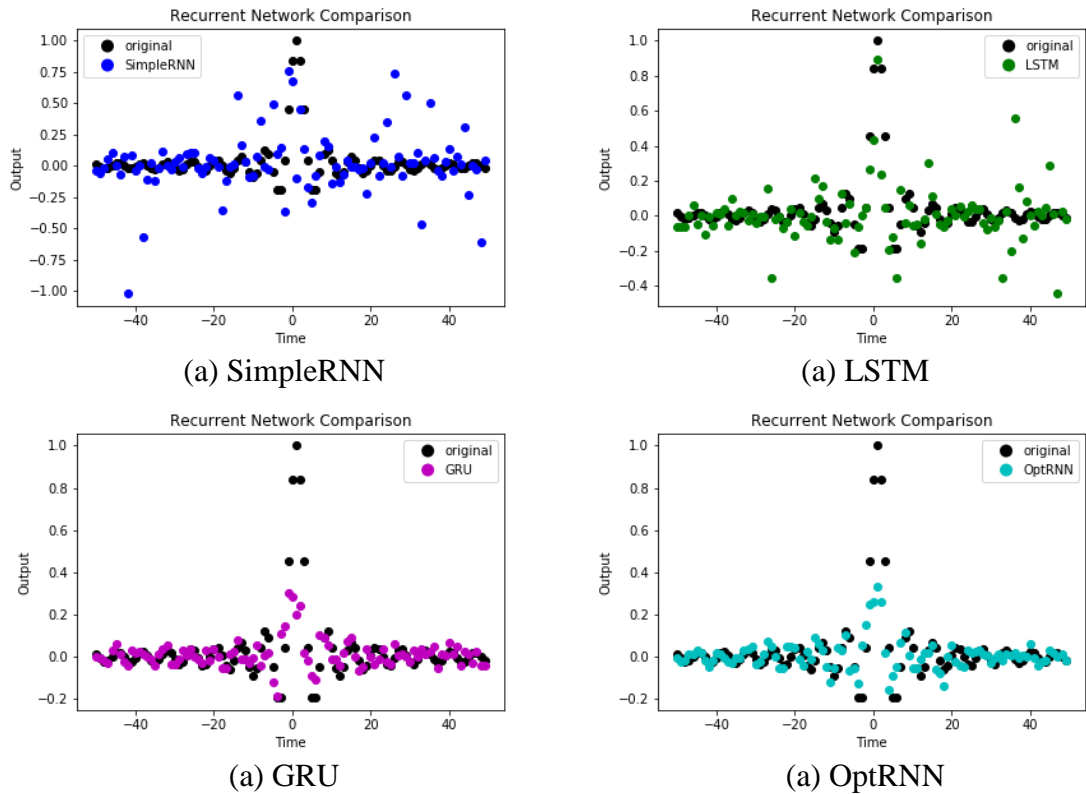 Recurrent Network Comparison
original
SimpleRNN
Output
1.00
0.75
0.50
0.25
0.00
−0.25
−0.50
−0.75
−1.00
−40
−20
0
20
40
Time
(a) SimpleRNN
Recurrent Network Comparison
original
LSTM
Output
1.0
0.8
0.6
0.4
0.2
0.0
−0.2
−0.4
−40
−20
0
20
40
Time
(a) LSTM
Recurrent Network Comparison
original
GRU
Output
1.0
0.8
0.6
0.4
0.2
0.0
−0.2
−40
−20
0
20
40
Time
(a) GRU
Recurrent Network Comparison
original
OptRNN
Output
1.0
0.8
0.6
0.4
0.2
0.0
−0.2
−40
−20
0
20
40
Time
(a) OptRNN